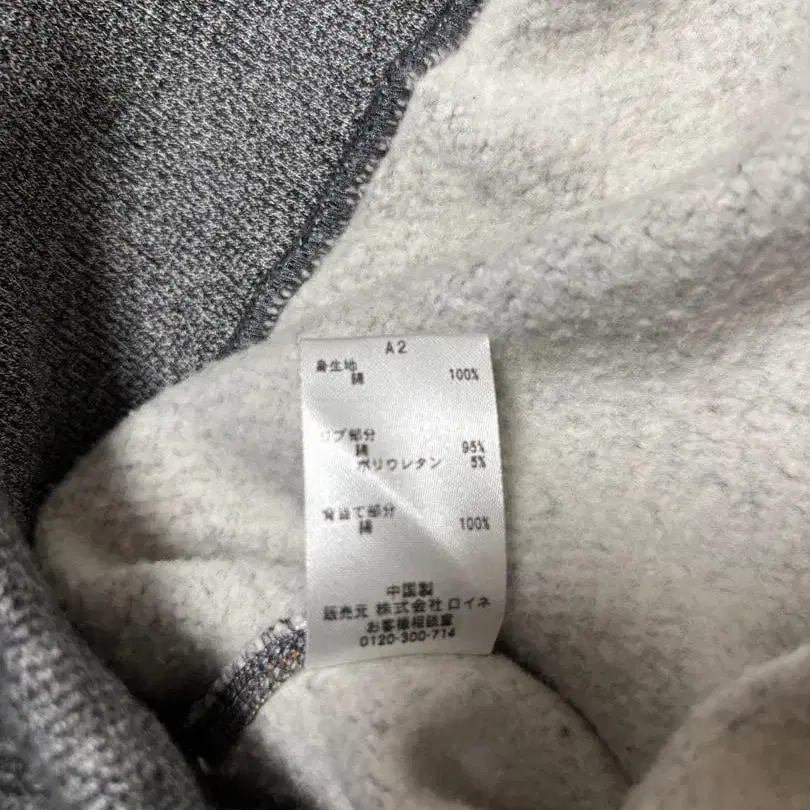 A2
身生地
綿 100%
リブ部分
綿 95%
ポリウレタン 5%
背当て部分
綿 100%
中国製
販売元 株式会社 ロイネ
お客様相談室
0120-300-714